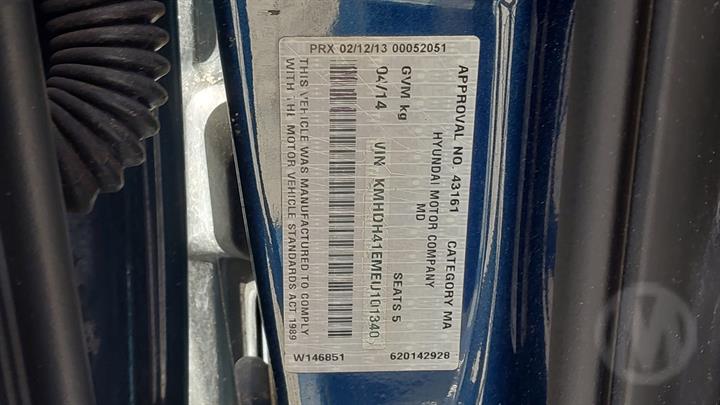 PRX 02/12/13 00052051
APPROVAL NO. 43161 CATEGORY MA
HYUNDAI MOTOR COMPANY
MD
GVM kg SEATS 5
04/14 VIN KMHDH41EMEU101340
THIS VEHICLE WAS MANUFACTURED TO COMPLY
WITH THE MOTOR VEHICLE STANDARDS ACT 1989
W146851 620142928
M